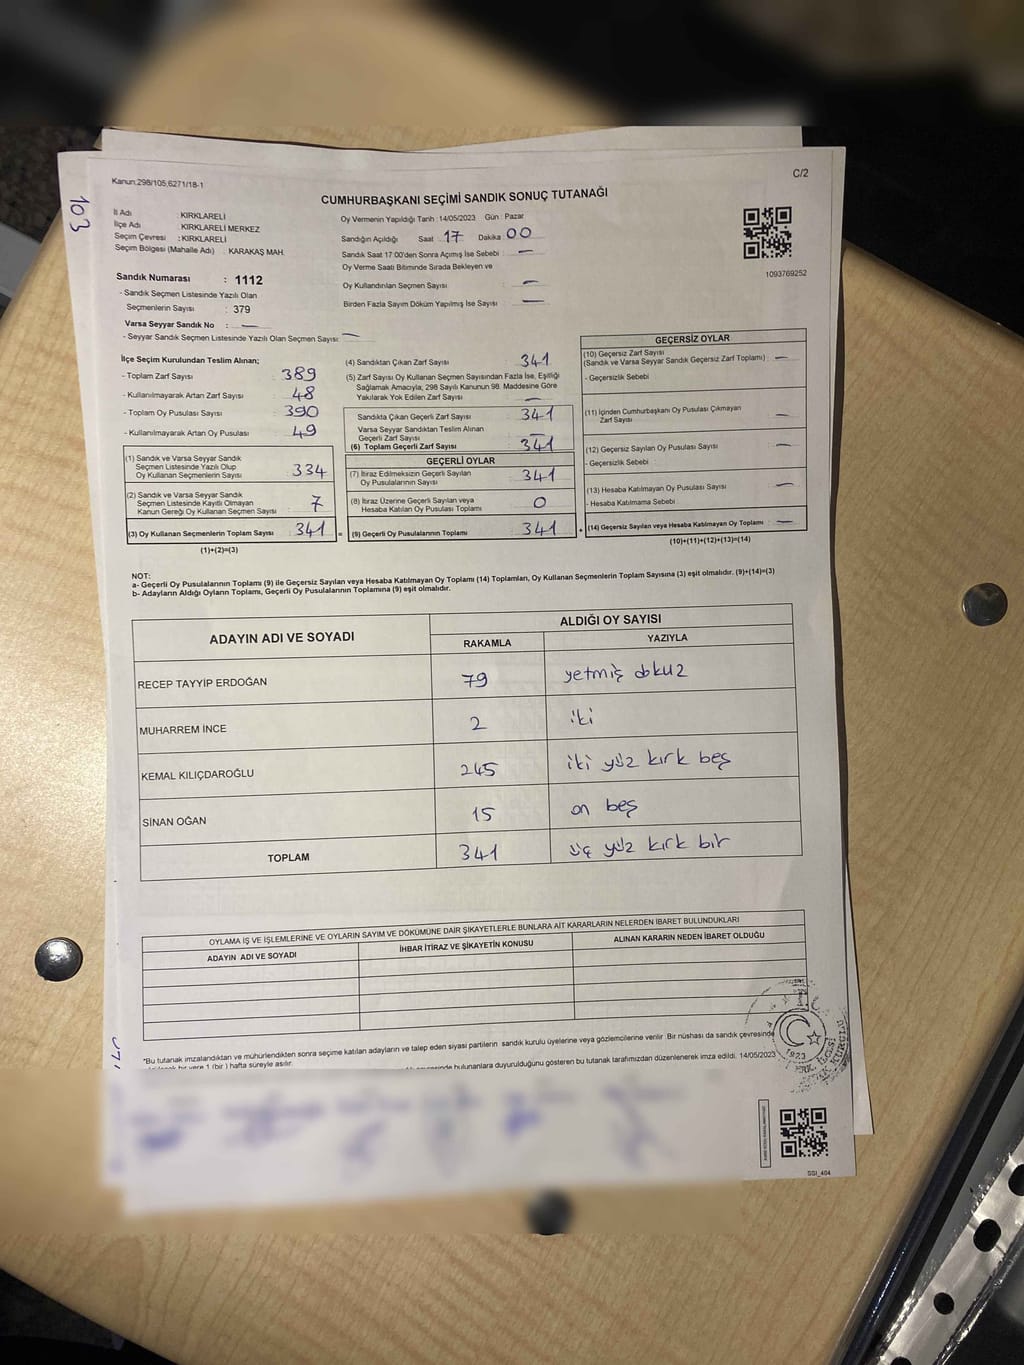 Kanun:298/105,6271/18-1
C/2
103
CUMHURBAŞKANI SEÇİMİ SANDIK SONUÇ TUTANAĞI
İl Adı : KIRKLARELİ
İlçe Adı : KIRKLARELİ MERKEZ
Seçim Çevresi : KIRKLARELİ
Seçim Bölgesi (Mahalle Adı) : KARAKAŞ MAH.
Sandık Numarası : 1112
- Sandık Seçmen Listesinde Yazılı Olan
Seçmenlerin Sayısı : 379
Varsa Seyyar Sandık No : —
- Seyyar Sandık Seçmen Listesinde Yazılı Olan Seçmen Sayısı: —
Oy Vermenin Yapıldığı Tarih :14/05/2023 Gün : Pazar
Sandığın Açıldığı Saat : 17 Dakika : 00
Sandık Saat 17:00'den Sonra Açımış İse Sebebi : —
Oy Verme Saati Bitiminde Sırada Bekleyen ve
Oy Kullandırılan Seçmen Sayısı : —
Birden Fazla Sayım Döküm Yapılmış İse Sayısı : —
1093769252
İlçe Seçim Kurulundan Teslim Alınan;
- Toplam Zarf Sayısı : 389
- Kullanılmayarak Artan Zarf Sayısı : 48
- Toplam Oy Pusulası Sayısı : 390
- Kullanılmayarak Artan Oy Pusulası : 49
(1) Sandık ve Varsa Seyyar Sandık
Seçmen Listesinde Yazılı Olup
Oy Kullanan Seçmenlerin Sayısı : 334
(2) Sandık ve Varsa Seyyar Sandık
Seçmen Listesinde Kayıtlı Olmayan
Kanun Gereği Oy Kullanan Seçmen Sayısı : 7
(3) Oy Kullanan Seçmenlerin Toplam Sayısı : 341
(1)+(2)=(3)
(4) Sandıktan Çıkan Zarf Sayısı : 341
(5) Zarf Sayısı Oy Kullanan Seçmen Sayısından Fazla İse, Eşitliği
Sağlamak Amacıyla; 298 Sayılı Kanunun 98. Maddesine Göre
Yakılarak Yok Edilen Zarf Sayısı : —
Sandıkta Çıkan Geçerli Zarf Sayısı : 341
Varsa Seyyar Sandıktan Teslim Alınan
Geçerli Zarf Sayısı : —
(6) Toplam Geçerli Zarf Sayısı : 341
GEÇERLİ OYLAR
(7) İtiraz Edilmeksizin Geçerli Sayılan
Oy Pusulalarının Sayısı : 341
(8) İtiraz Üzerine Geçerli Sayılan veya
Hesaba Katılan Oy Pusulası Toplamı : 0
= (9) Geçerli Oy Pusulalarının Toplamı : 341
GEÇERSİZ OYLAR
(10) Geçersiz Zarf Sayısı
(Sandık ve Varsa Seyyar Sandık Geçersiz Zarf Toplamı) : —
- Geçersizlik Sebebi :
(11) İçinden Cumhurbaşkanı Oy Pusulası Çıkmayan
Zarf Sayısı : —
(12) Geçersiz Sayılan Oy Pusulası Sayısı : —
- Geçersizlik Sebebi :
(13) Hesaba Katılmayan Oy Pusulası Sayısı : —
- Hesaba Katılmama Sebebi :
+ (14) Geçersiz Sayılan veya Hesaba Katılmayan Oy Toplamı : —
(10)+(11)+(12)+(13)=(14)
NOT:
a- Geçerli Oy Pusulalarının Toplamı (9) ile Geçersiz Sayılan veya Hesaba Katılmayan Oy Toplamı (14) Toplamları, Oy Kullanan Seçmenlerin Toplam Sayısına (3) eşit olmalıdır. (9)+(14)=(3)
b- Adayların Aldığı Oyların Toplamı, Geçerli Oy Pusulalarının Toplamına (9) eşit olmalıdır.
ADAYIN ADI VE SOYADI
ALDIĞI OY SAYISI
RAKAMLA YAZIYLA
RECEP TAYYİP ERDOĞAN 79 yetmiş dokuz
MUHARREM İNCE 2 iki
KEMAL KILIÇDAROĞLU 245 iki yüz kırk beş
SİNAN OĞAN 15 on beş
TOPLAM 341 üç yüz kırk bir
OYLAMA İŞ VE İŞLEMLERİNE VE OYLARIN SAYIM VE DÖKÜMÜNE DAİR ŞİKAYETLERLE BUNLARA AİT KARARLARIN NELERDEN İBARET BULUNDUKLARI
ADAYIN ADI VE SOYADI İHBAR İTİRAZ VE ŞİKAYETİN KONUSU ALINAN KARARIN NEDEN İBARET OLDUĞU
*Bu tutanak imzalandıktan ve mühürlendikten sonra seçime katılan adayların ve talep eden siyasi partilerin sandık kurulu üyelerine veya gözlemcilerine verilir. Bir nüshası da sandık çevresinde
bir yere 1 (bir) hafta süreyle asılır.
bulunanlara duyurulduğunu gösteren bu tutanak tarafımızdan düzenlenerek imza edildi. 14/05/2023
T.C.
1923
SSI_404